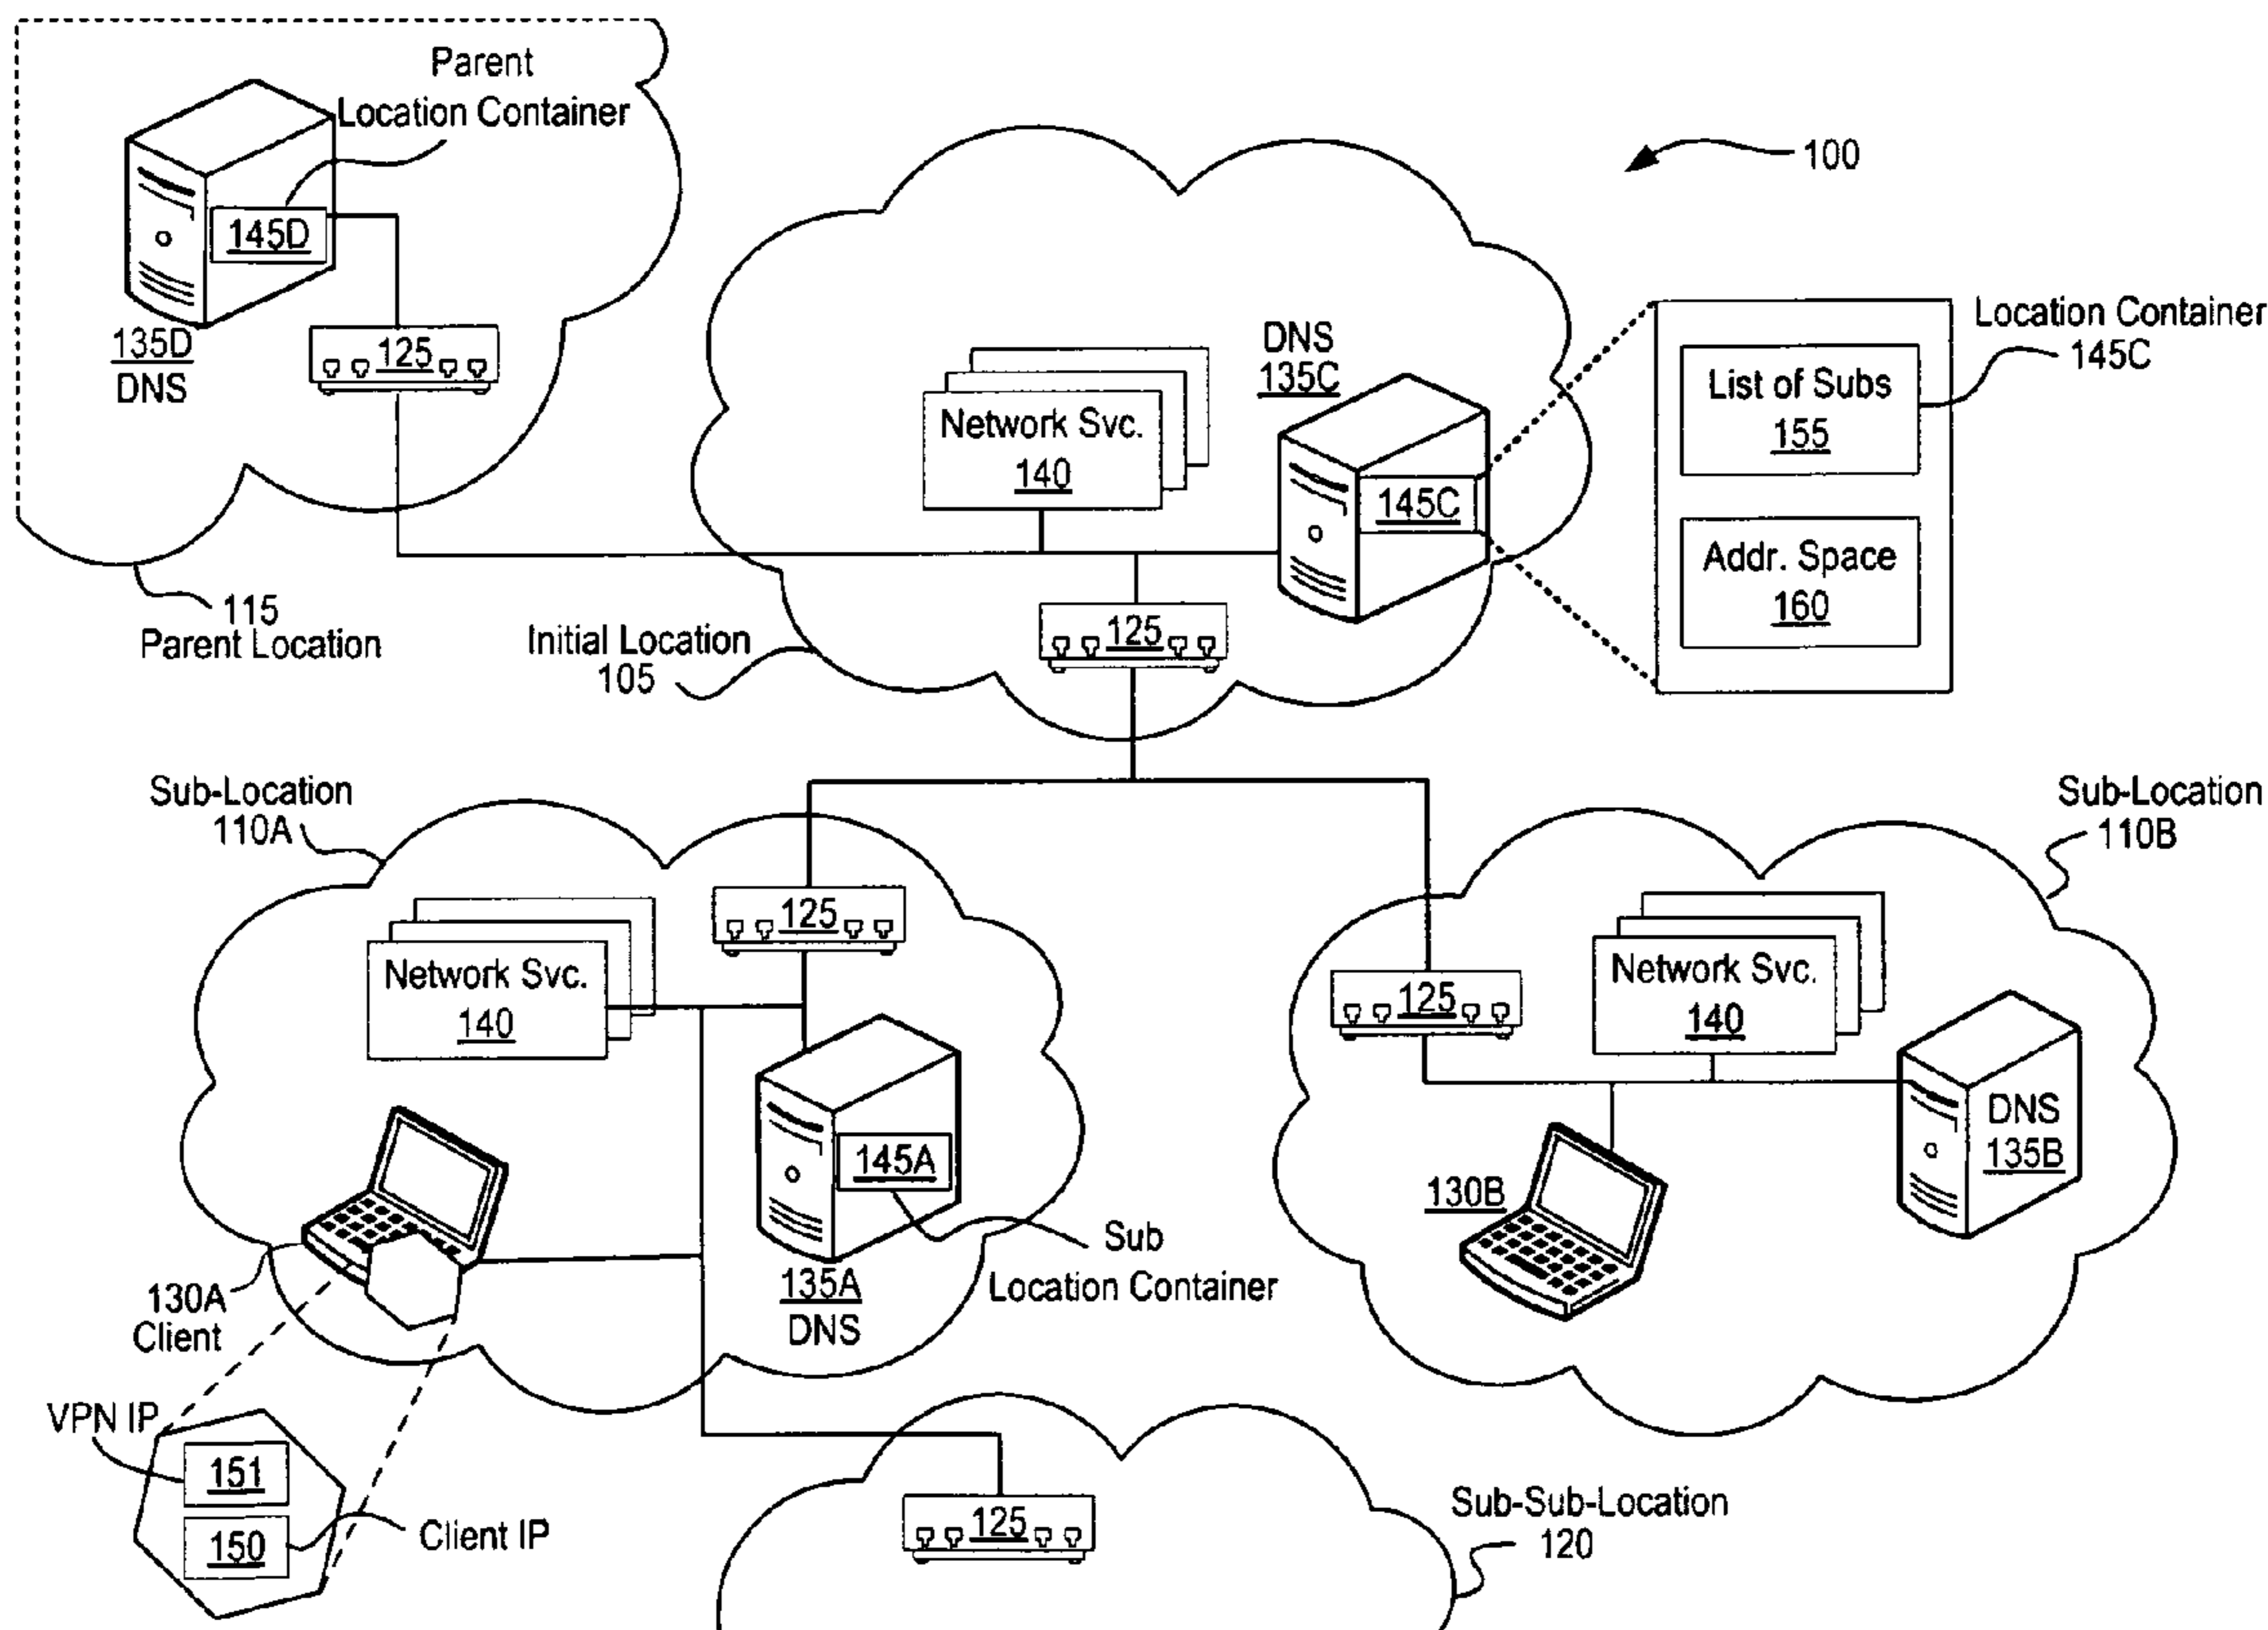 Parent
Location Container
145D
135D
DNS
125
115
Parent Location
100
Network Svc.
140
DNS
135C
145C
125
Initial Location
105
List of Subs
155
Addr. Space
160
Location Container
145C
Sub-Location
110A
125
Network Svc.
140
145A
Sub
Location Container
135A
DNS
130A
Client
VPN IP
151
150
Client IP
Sub-Location
110B
125
Network Svc.
140
DNS
135B
130B
125
Sub-Sub-Location
120